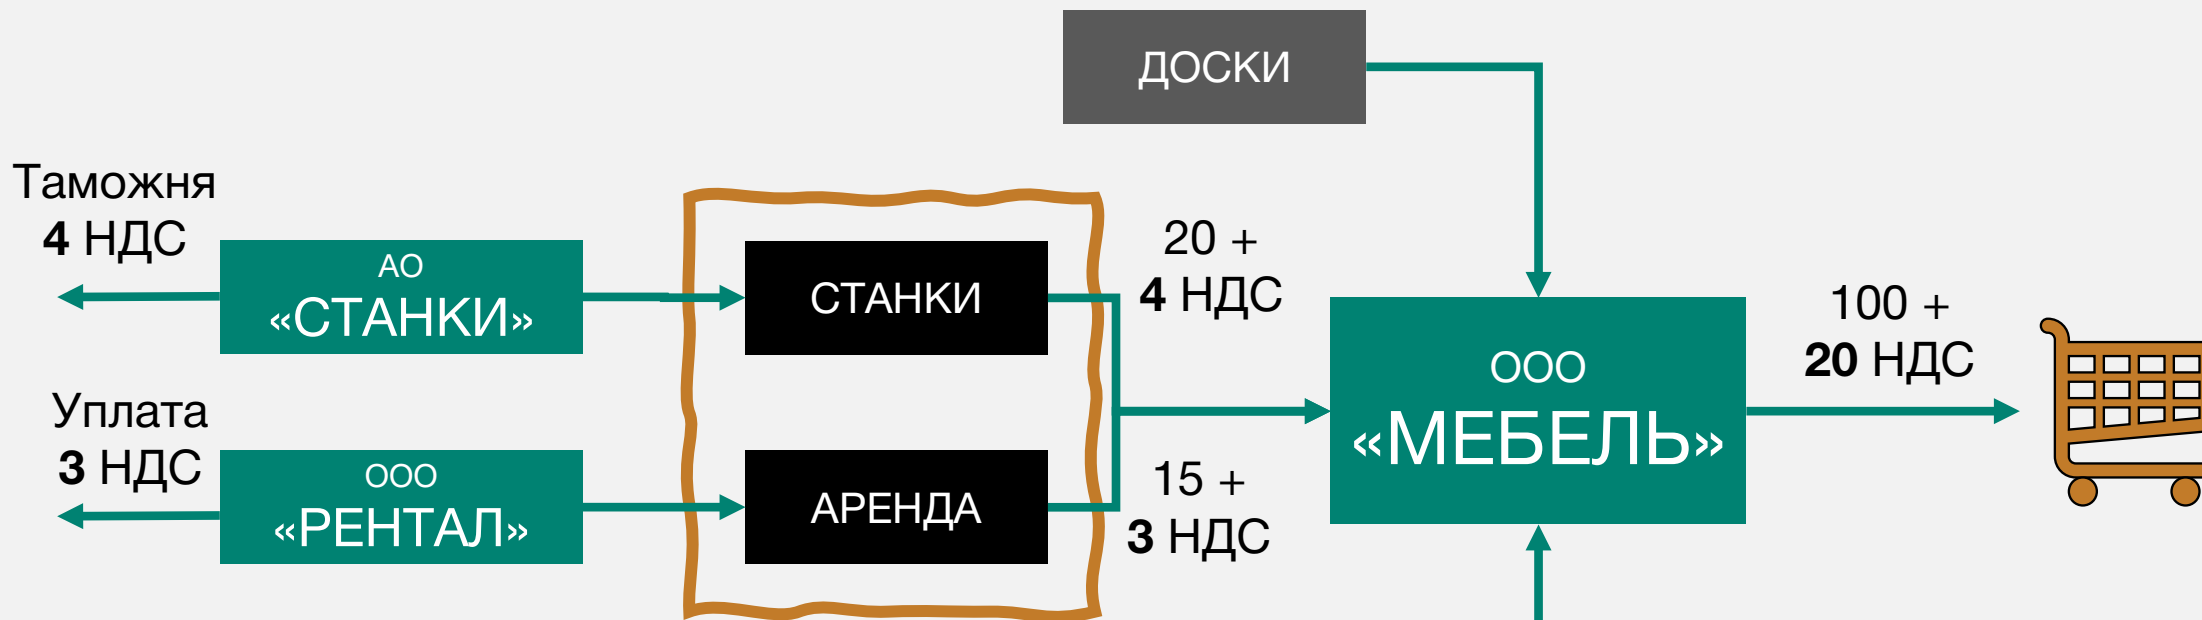 ДОСКИ
Таможня
4 НДС
АО
«СТАНКИ»
СТАНКИ
20 +
4 НДС
Уплата
3 НДС
ООО
«РЕНТАЛ»
АРЕНДА
15 +
3 НДС
ООО
«МЕБЕЛЬ»
100 +
20 НДС